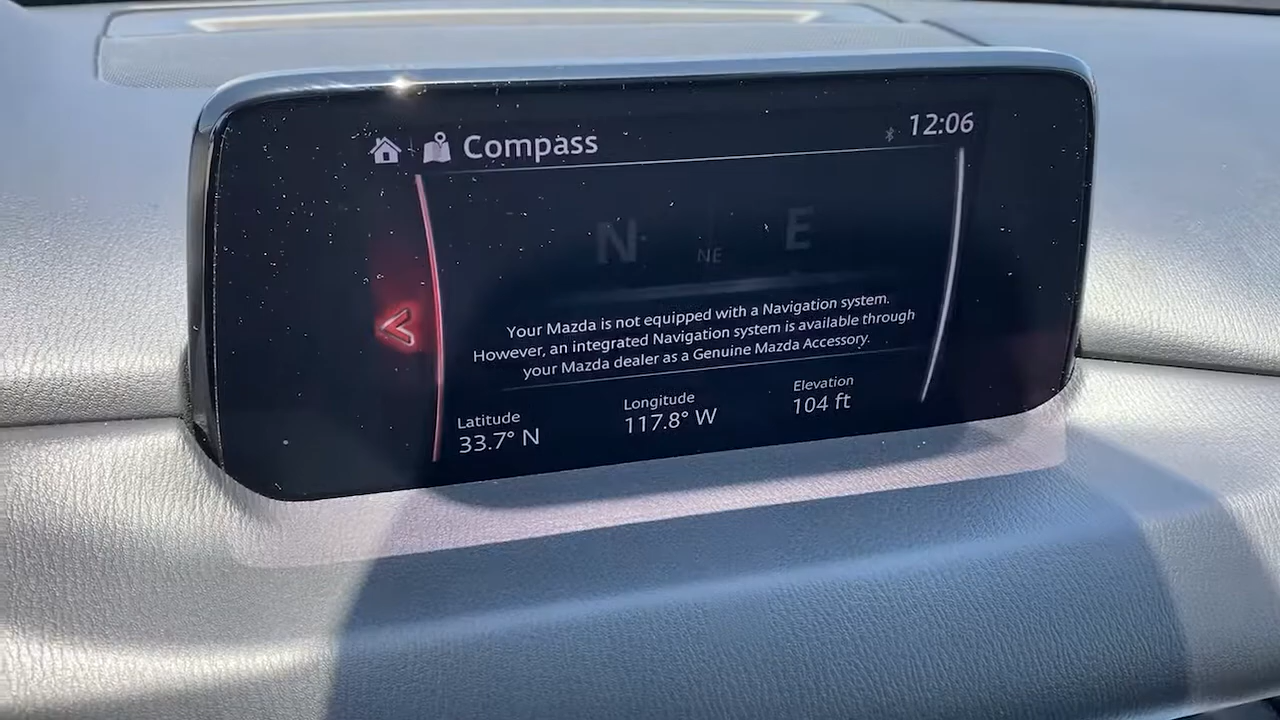 Compass
12:06
N
NE
E
Your Mazda is not equipped with a Navigation system.
However, an integrated Navigation system is available through
your Mazda dealer as a Genuine Mazda Accessory.
Latitude
33.7° N
Longitude
117.8° W
Elevation
104 ft